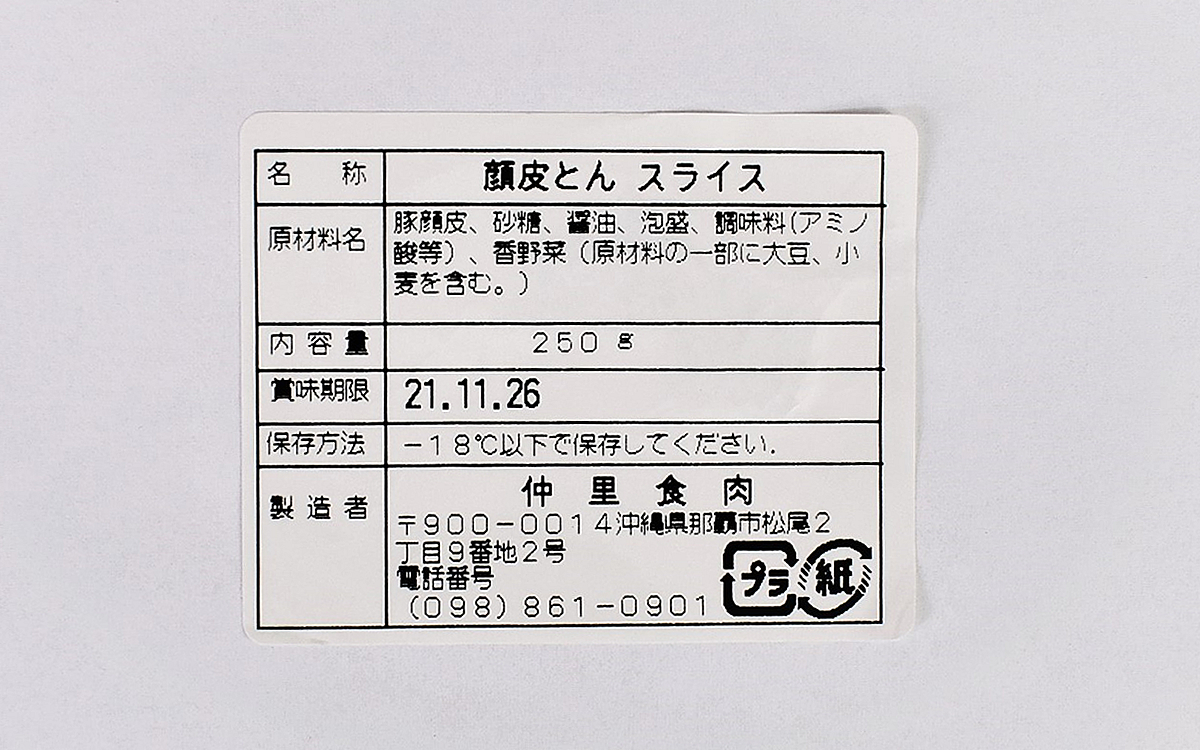 名 称 顔皮とん スライス
原材料名 豚顔皮、砂糖、醤油、泡盛、調味料(アミノ
酸等)、香野菜(原材料の一部に大豆、小
麦を含む。)
内容量 250g
賞味期限 21.11.26
保存方法 −18℃以下で保存してください.
製造者 仲里食肉
〒900−0014沖縄県那覇市松尾2
丁目9番地2号
電話番号
(098)861−0901
プラ 紙